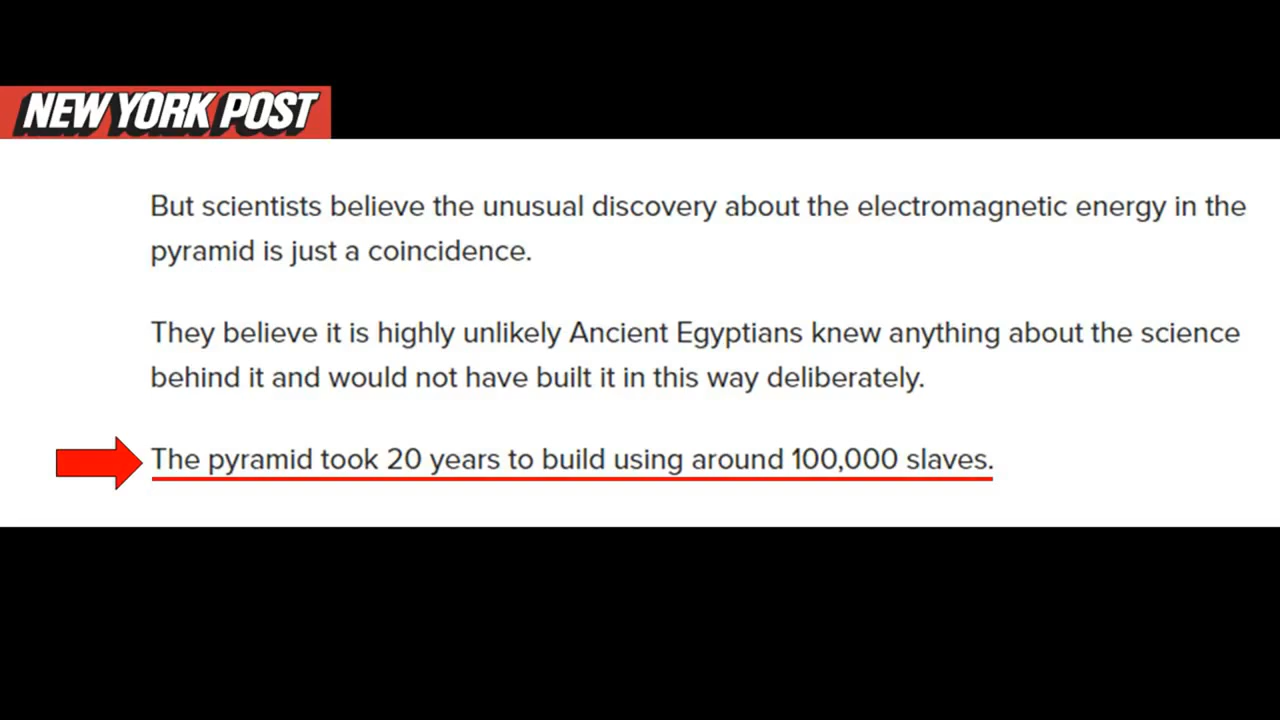 NEW YORK POST
But scientists believe the unusual discovery about the electromagnetic energy in the
pyramid is just a coincidence.
They believe it is highly unlikely Ancient Egyptians knew anything about the science
behind it and would not have built it in this way deliberately.
The pyramid took 20 years to build using around 100,000 slaves.